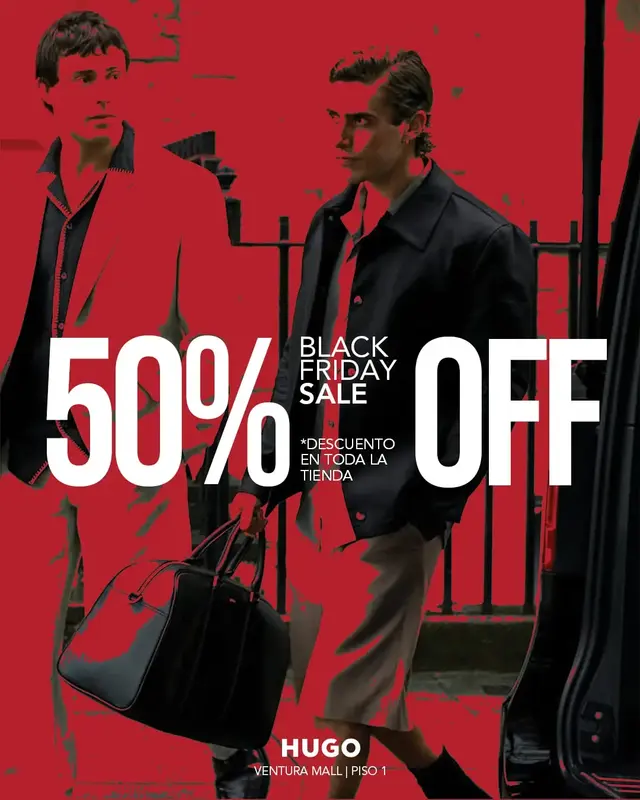 50%
BLACK
FRIDAY
SALE
*DESCUENTO
EN TODA LA
TIENDA
OFF
HUGO
VENTURA MALL | PISO 1